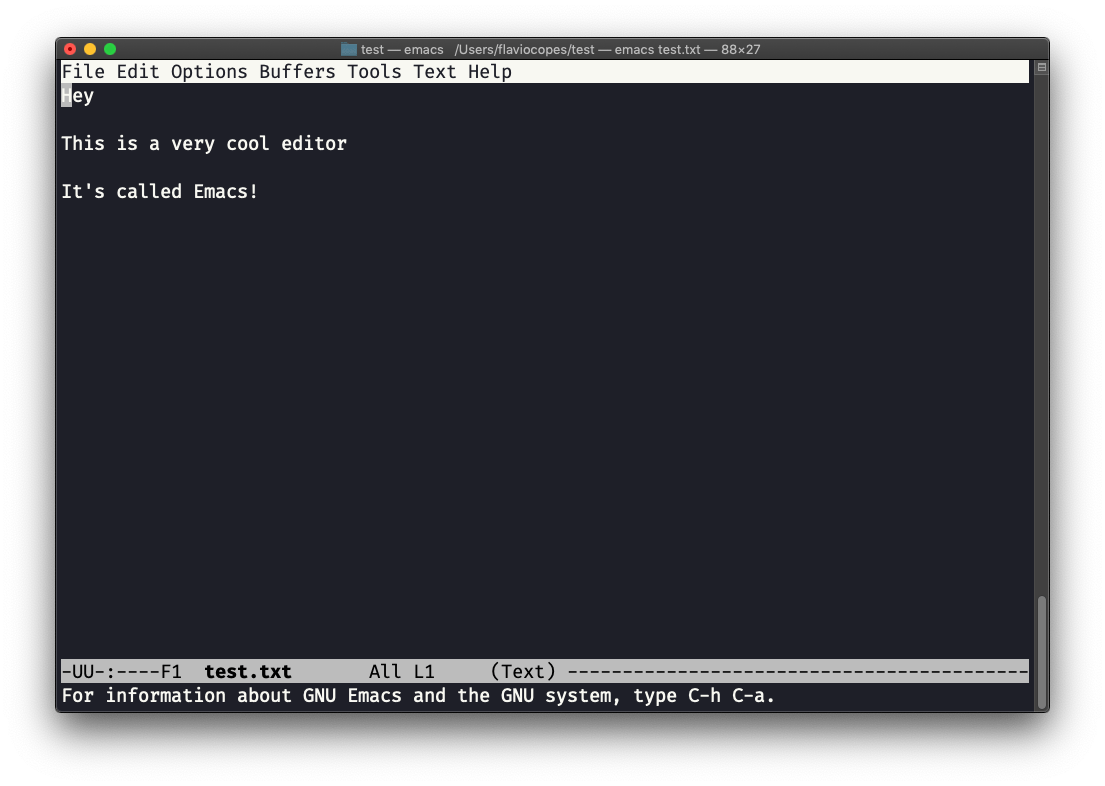 test — emacs /Users/flaviocopes/test — emacs test.txt — 88×27
File Edit Options Buffers Tools Text Help
Hey
This is a very cool editor
It's called Emacs!
-UU-:----F1  test.txt       All L1     (Text) ------------------------------------------
For information about GNU Emacs and the GNU system, type C-h C-a.